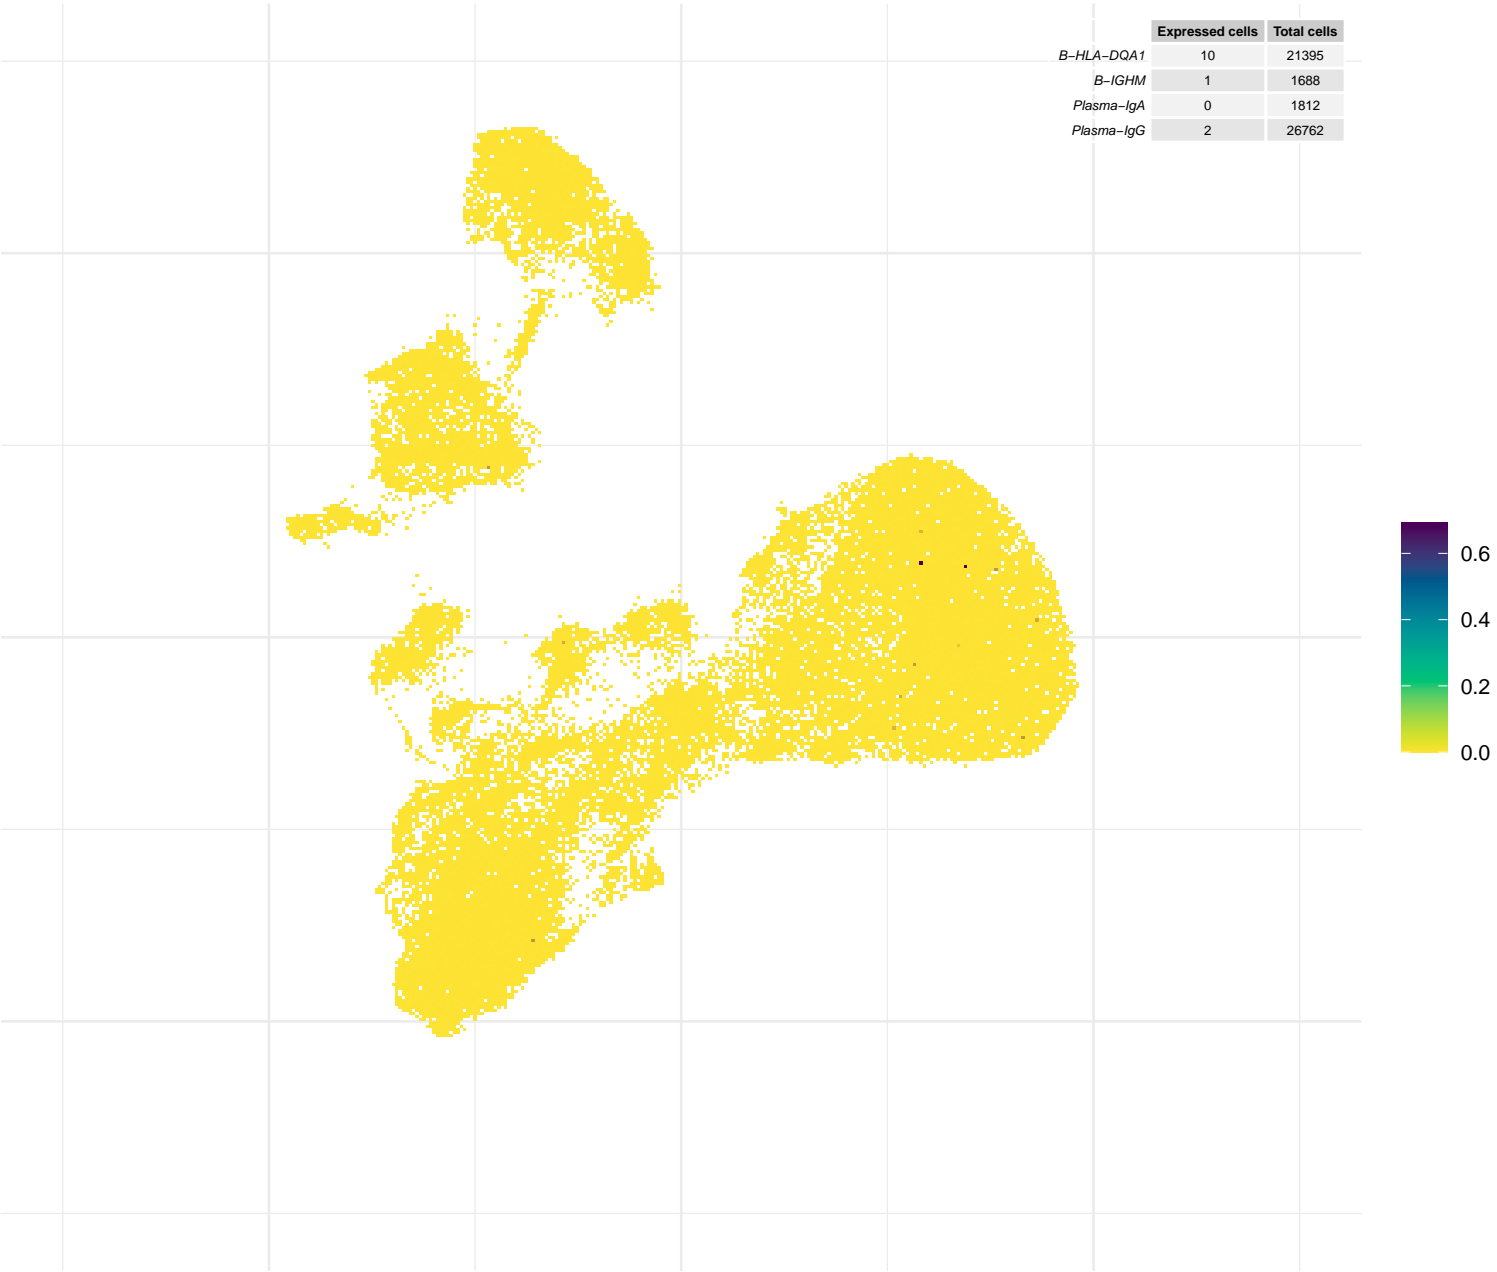 Expressed cells Total cells
B−HLA−DQA1 10 21395
B−IGHM 1 1688
Plasma−IgA 0 1812
Plasma−IgG 2 26762
0.6
0.4
0.2
0.0